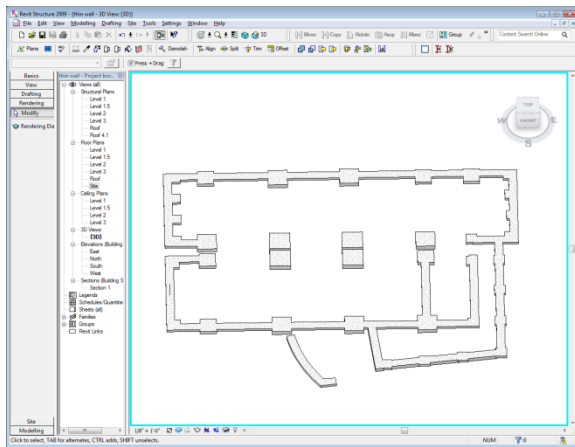 Revit Structure 2009 - [thin wall - 3D View: {3D}]
File Edit View Modelling Drafting Site Tools Settings Window Help
3D Move Copy Rotate Array Mirror Group Content Search Online
Plane Demolish Align Split Trim Offset
Press + Drag
Basics
View
Drafting
Rendering
Modify
Rendering Dia
thin wall - Project bro...
Views (all)
Structural Plans
Level 1
Level 1.5
Level 2
Level 3
Roof
Roof 4.1
Floor Plans
Level 1
Level 1.5
Level 2
Level 3
Roof
Site
Ceiling Plans
Level 1
Level 1.5
Level 2
Level 3
3D Views
{3D}
Elevations (Building
East
North
South
West
Sections (Building S
Section 1
Legends
Schedules/Quantitie
Sheets (all)
Families
Groups
Revit Links
TOP
FRONT
W E
S
Site
Modelling
1/8" = 1'-0"
Click to select, TAB for alternates, CTRL adds, SHIFT unselects.
NUM
:0